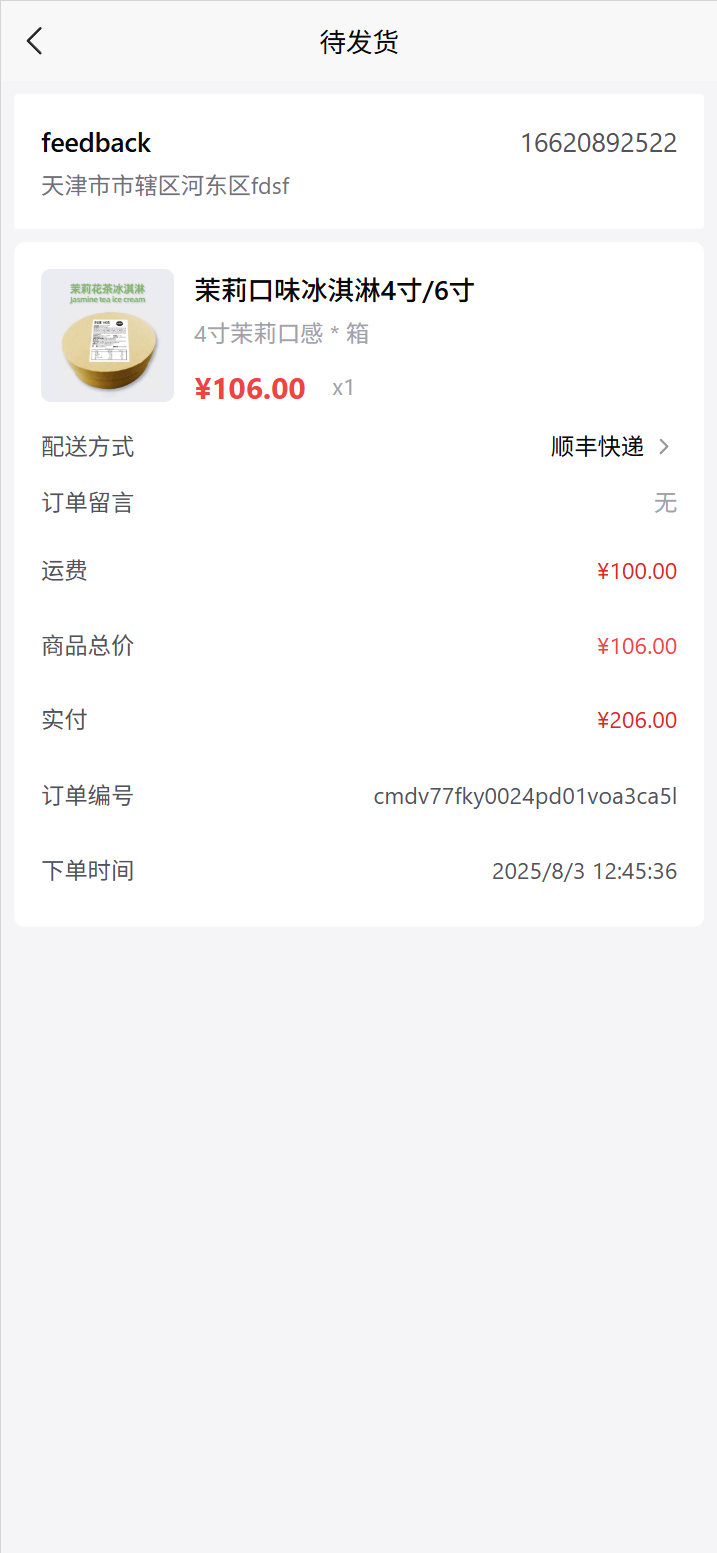 待发货
feedback
16620892522
天津市市辖区河东区fdsf
茉莉花茶冰淇淋
Jasmine tea ice cream
茉莉口味冰淇淋4寸/6寸
4寸茉莉口感 * 箱
¥106.00 x1
配送方式
顺丰快递
订单留言
无
运费
¥100.00
商品总价
¥106.00
实付
¥206.00
订单编号
cmdv77fky0024pd01voa3ca5l
下单时间
2025/8/3 12:45:36